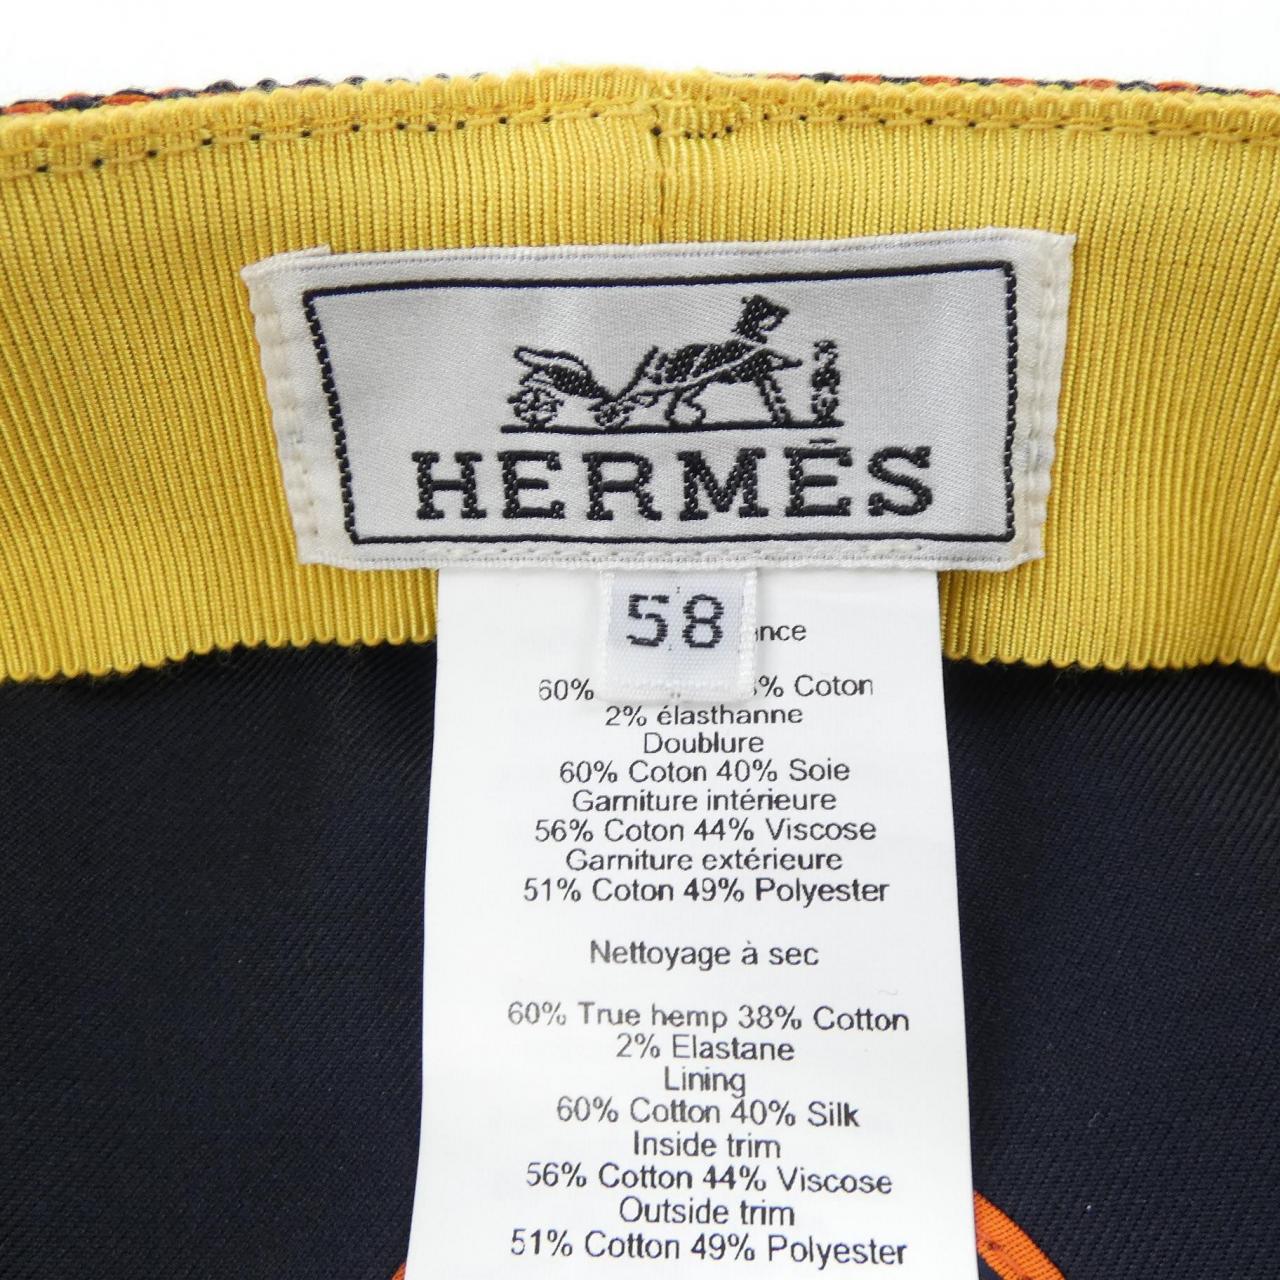 HERMÈS
58
60% % Coton
2% élasthanne
Doublure
60% Coton 40% Soie
Garniture intérieure
56% Coton 44% Viscose
Garniture extérieure
51% Coton 49% Polyester
Nettoyage à sec
60% True hemp 38% Cotton
2% Elastane
Lining
60% Cotton 40% Silk
Inside trim
56% Cotton 44% Viscose
Outside trim
51% Cotton 49% Polyester